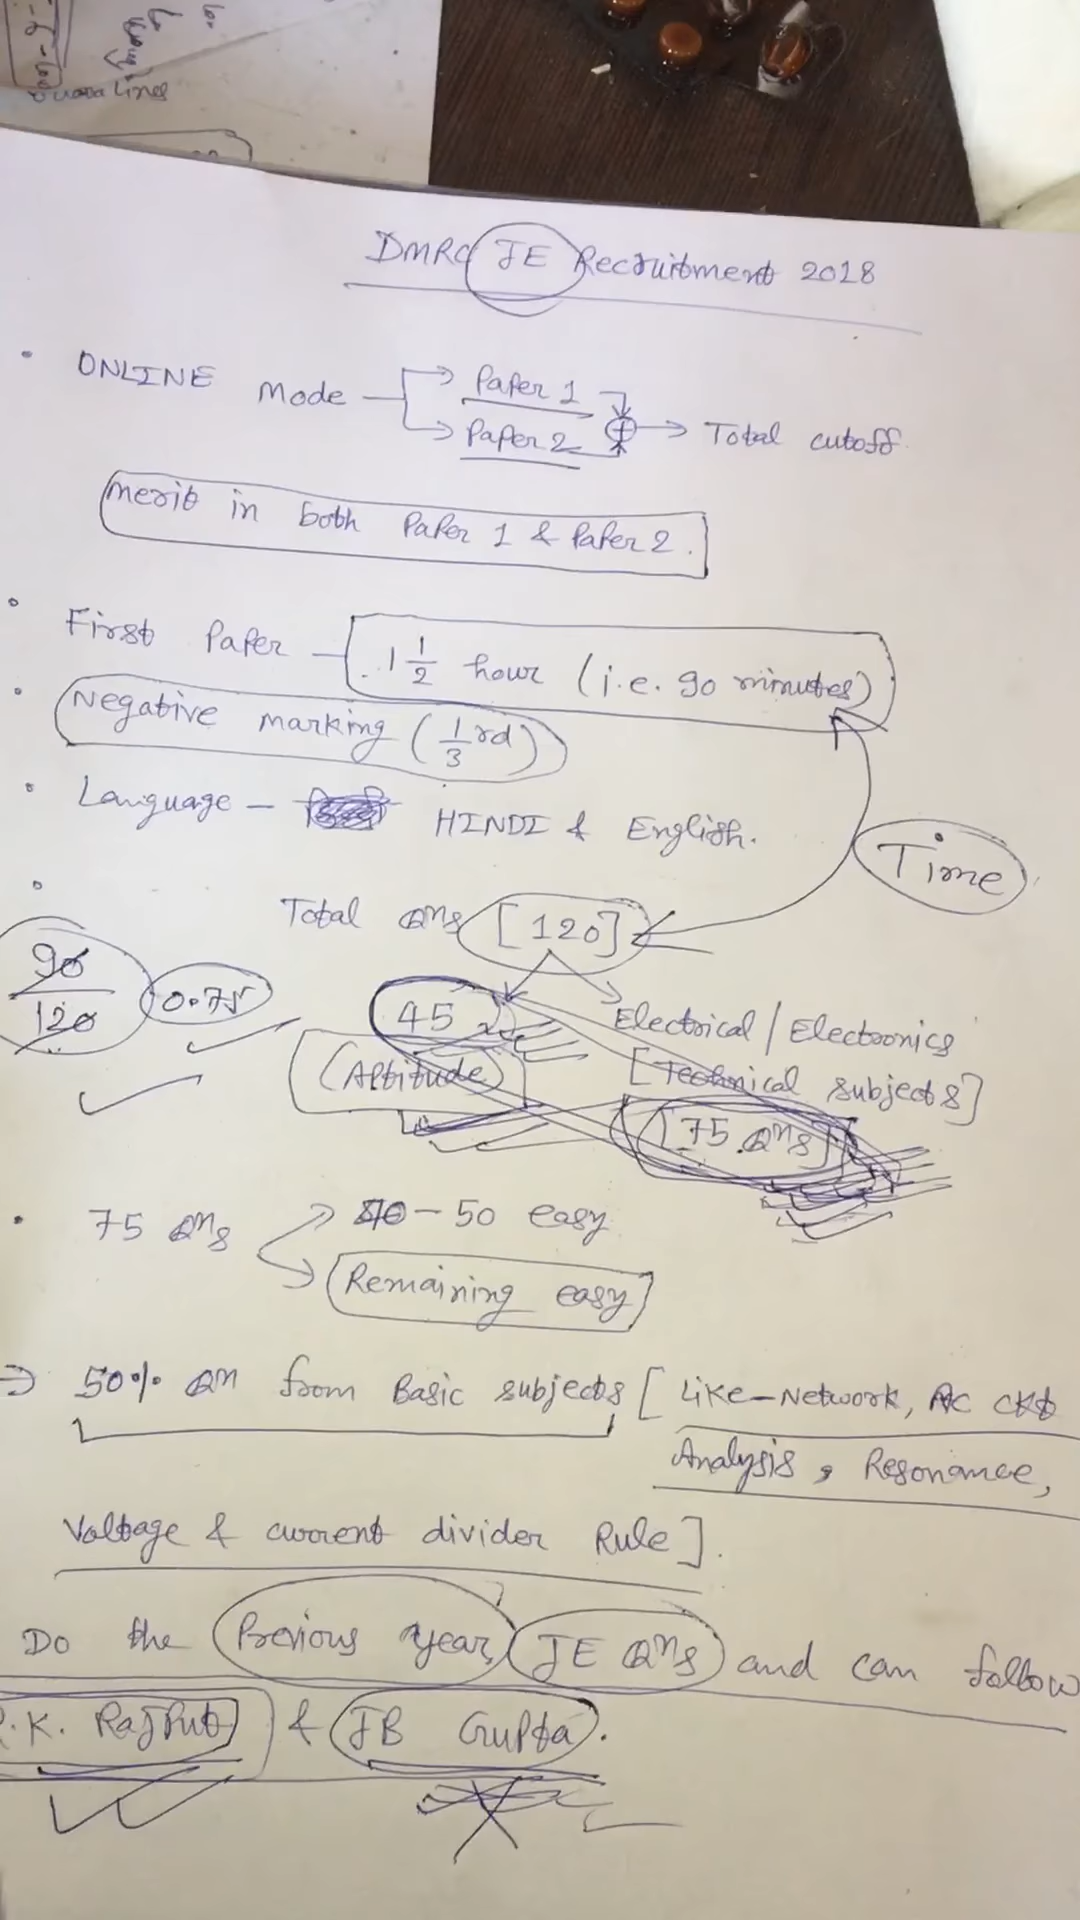 Lines
DMRC JE Recruitment 2018
• ONLINE Mode → Paper 1
→ Paper 2 + → Total cutoff.
Merit in both Paper 1 & Paper 2.
• First Paper – 1 1/2 hour (i.e. 90 minutes)
• Negative marking (1/3 rd)
• Language – HINDI & English.
Time
• Total Qns [120]
90/120 0.75
45 Electrical / Electronics
(Aptitude) [Technical subjects]
[75 Qns]
• 75 Qns → 40 – 50 easy
→ Remaining easy
⇒ 50% Qn from Basic subjects [Like – Network, AC ckt
Analysis, Resonance,
Voltage & current divider Rule].
Do the Previous year, JE Qns and can follow
R.K. Rajput & JB Gupta.